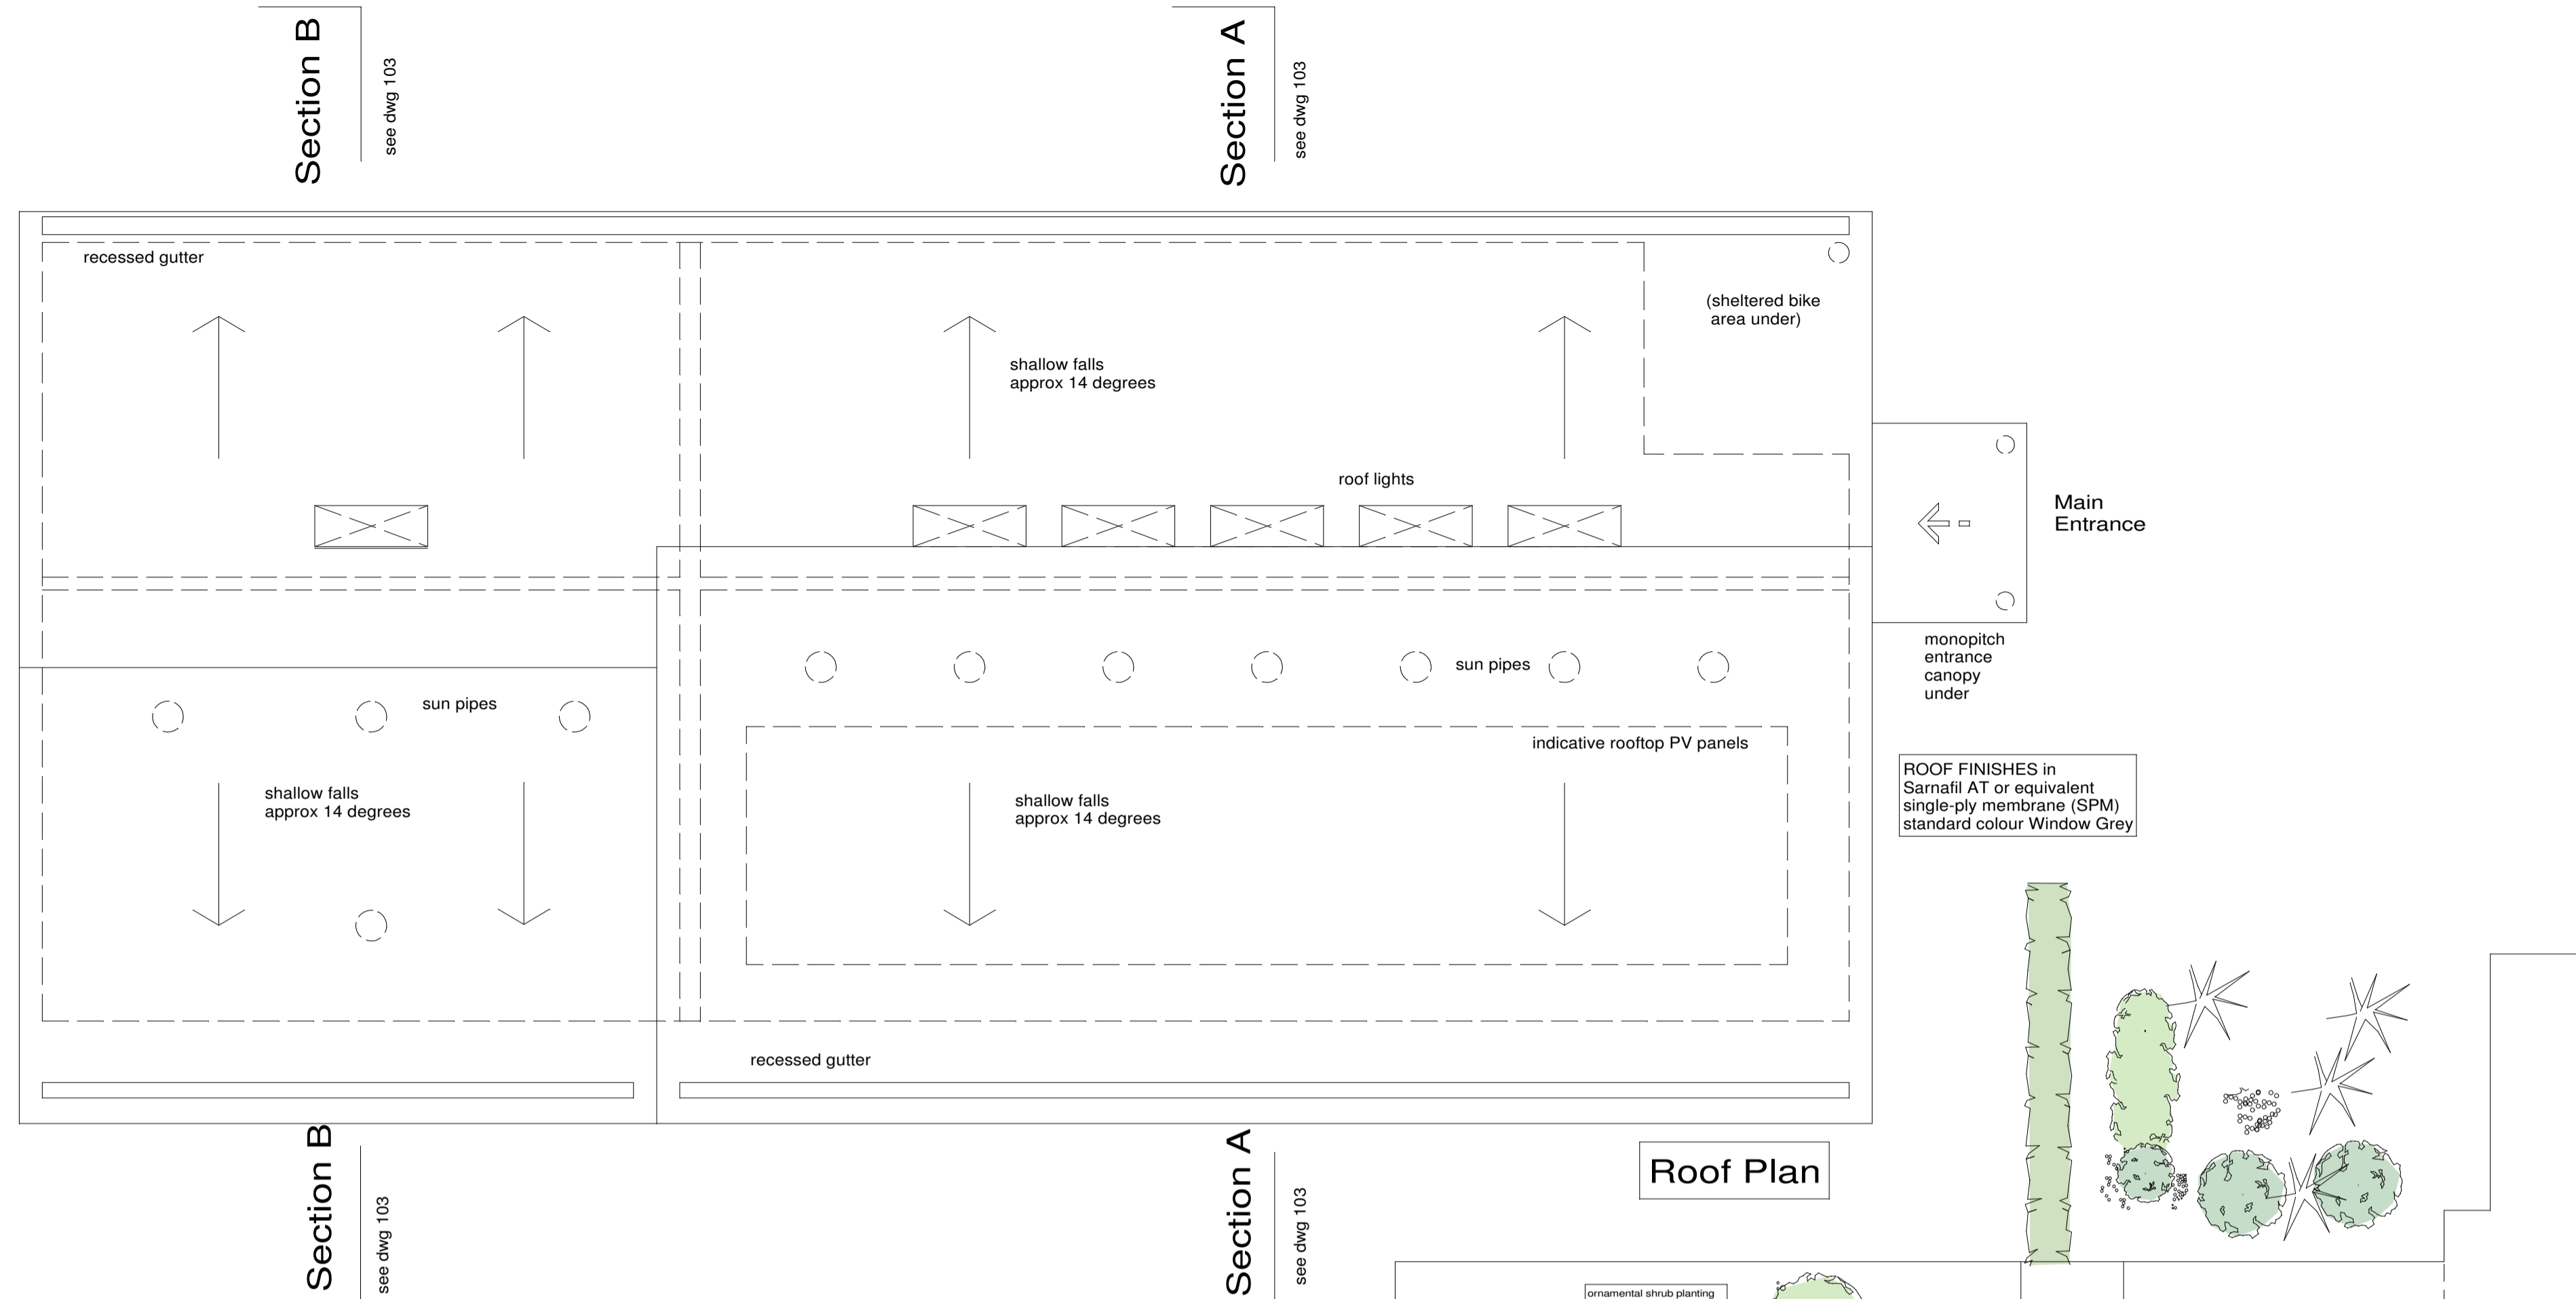 Section B
see dwg 103
Section A
see dwg 103
recessed gutter
(sheltered bike
area under)
shallow falls
approx 14 degrees
roof lights
Main
Entrance
monopitch
entrance
canopy
under
sun pipes
sun pipes
indicative rooftop PV panels
shallow falls
approx 14 degrees
shallow falls
approx 14 degrees
ROOF FINISHES in
Sarnafil AT or equivalent
single-ply membrane (SPM)
standard colour Window Grey
recessed gutter
Section B
see dwg 103
Section A
see dwg 103
Roof Plan
ornamental shrub planting